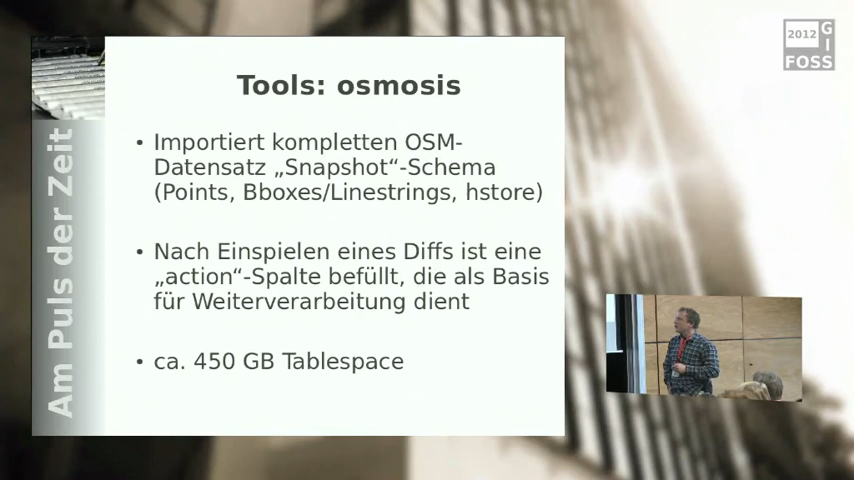 Tools: osmosis
• Importiert kompletten OSM-
Datensatz „Snapshot“-Schema
(Points, Bboxes/Linestrings, hstore)
• Nach Einspielen eines Diffs ist eine
„action“-Spalte befüllt, die als Basis
für Weiterverarbeitung dient
• ca. 450 GB Tablespace
Am Puls der Zeit
2012
GI
FOSS